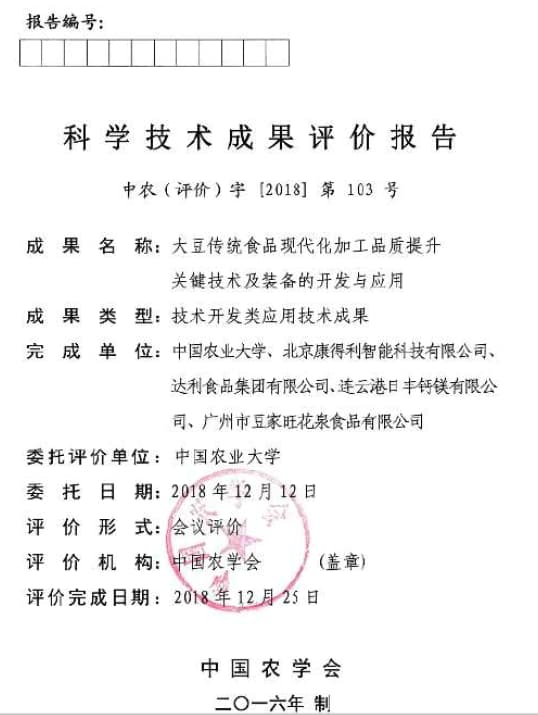 报告编号：
科学技术成果评价报告
中农（评价）字 [2018] 第 103 号
成果名称：大豆传统食品现代化加工品质提升
关键技术及装备的开发与应用
成果类型：技术开发类应用技术成果
完成单位：中国农业大学、北京康得利智能科技有限公司、
达利食品集团有限公司、连云港日丰钙镁有限公
司、广州市豆家旺花泉食品有限公司
委托评价单位：中国农业大学
委托日期：2018 年 12 月 12 日
评价形式：会议评价
评价机构：中国农学会 （盖章）
评价完成日期：2018 年 12 月 25 日
中国农学会
二〇一六年 制